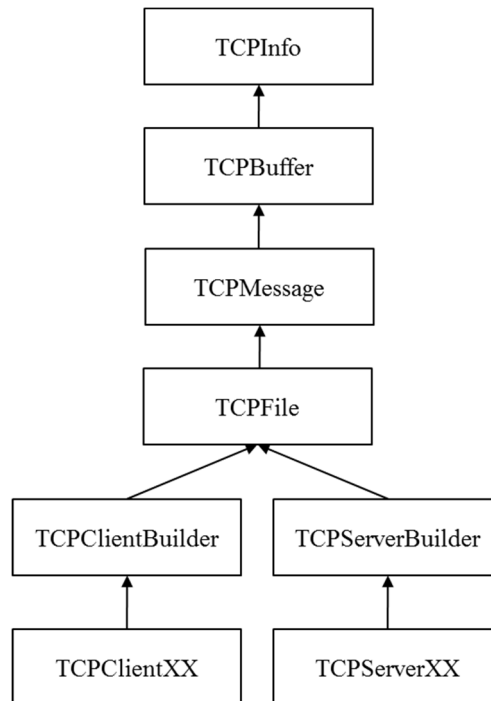 TCPInfo
TCPBuffer
TCPMessage
TCPFile
TCPClientBuilder
TCPServerBuilder
TCPClientXX
TCPServerXX